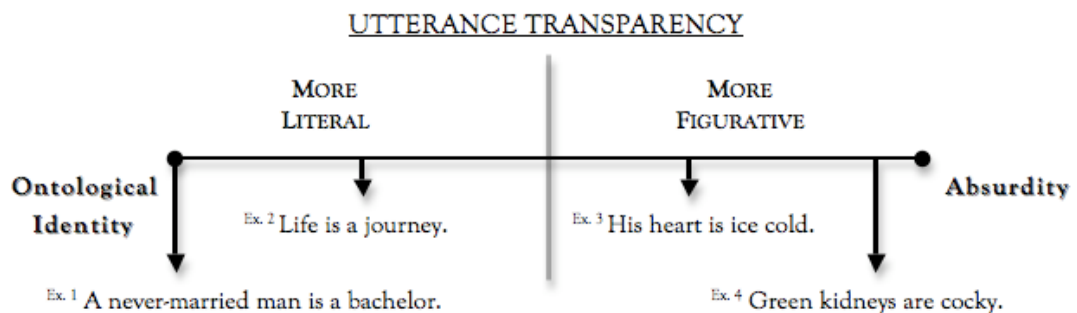 UTTERANCE TRANSPARENCY
MORE
LITERAL
MORE
FIGURATIVE
Ontological
Identity
Absurdity
Ex. 2 Life is a journey.
Ex. 3 His heart is ice cold.
Ex. 1 A never-married man is a bachelor.
Ex. 4 Green kidneys are cocky.